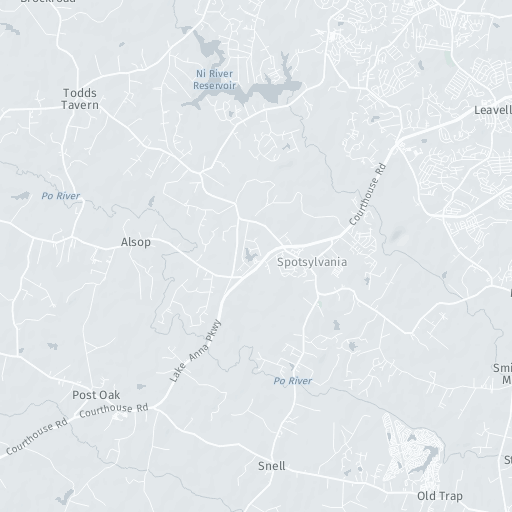 Ni River
Reservoir
Todds
Tavern
Leavell
Po River
Courthouse Rd
Alsop
Spotsylvania
Lake Anna Pkwy
Smi
Po River
Post Oak
Courthouse Rd
Courthouse Rd
Snell
Old Trap